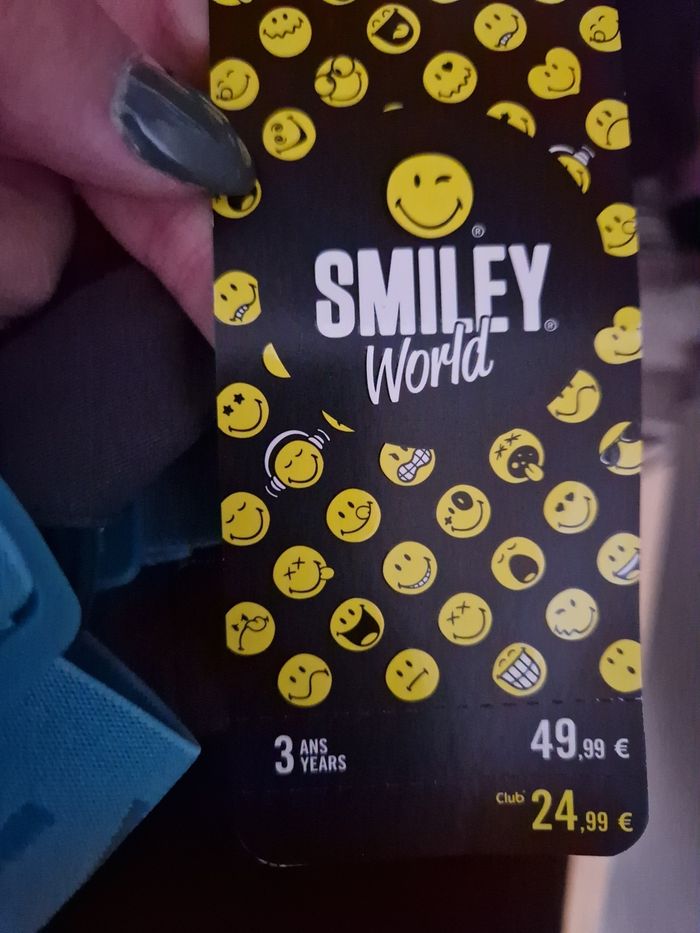 ®
SMILEY®
World
3 ANS
YEARS
49,99 €
Club* 24,99 €